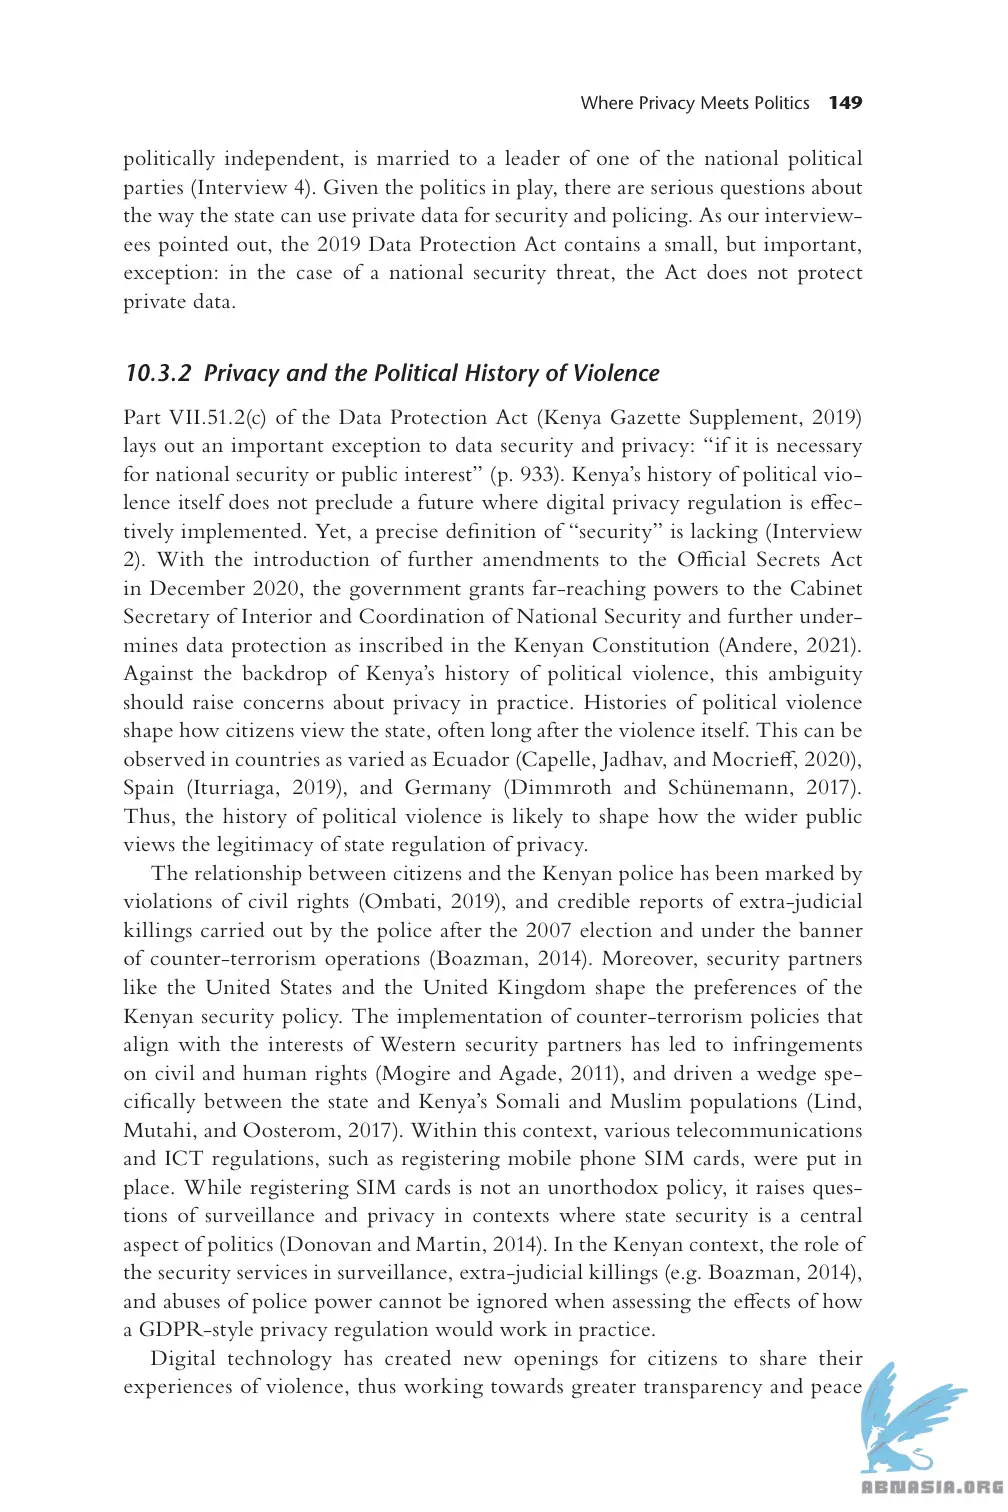 Where Privacy Meets Politics 149
politically independent, is married to a leader of one of the national political
parties (Interview 4). Given the politics in play, there are serious questions about
the way the state can use private data for security and policing. As our interview-
ees pointed out, the 2019 Data Protection Act contains a small, but important,
exception: in the case of a national security threat, the Act does not protect
private data.
10.3.2 Privacy and the Political History of Violence
Part VII.51.2(c) of the Data Protection Act (Kenya Gazette Supplement, 2019)
lays out an important exception to data security and privacy: “if it is necessary
for national security or public interest” (p. 933). Kenya’s history of political vio-
lence itself does not preclude a future where digital privacy regulation is effec-
tively implemented. Yet, a precise definition of “security” is lacking (Interview
2). With the introduction of further amendments to the Official Secrets Act
in December 2020, the government grants far-reaching powers to the Cabinet
Secretary of Interior and Coordination of National Security and further under-
mines data protection as inscribed in the Kenyan Constitution (Andere, 2021).
Against the backdrop of Kenya’s history of political violence, this ambiguity
should raise concerns about privacy in practice. Histories of political violence
shape how citizens view the state, often long after the violence itself. This can be
observed in countries as varied as Ecuador (Capelle, Jadhav, and Mocrieff, 2020),
Spain (Iturriaga, 2019), and Germany (Dimmroth and Schünemann, 2017).
Thus, the history of political violence is likely to shape how the wider public
views the legitimacy of state regulation of privacy.
The relationship between citizens and the Kenyan police has been marked by
violations of civil rights (Ombati, 2019), and credible reports of extra-judicial
killings carried out by the police after the 2007 election and under the banner
of counter-terrorism operations (Boazman, 2014). Moreover, security partners
like the United States and the United Kingdom shape the preferences of the
Kenyan security policy. The implementation of counter-terrorism policies that
align with the interests of Western security partners has led to infringements
on civil and human rights (Mogire and Agade, 2011), and driven a wedge spe-
cifically between the state and Kenya’s Somali and Muslim populations (Lind,
Mutahi, and Oosterom, 2017). Within this context, various telecommunications
and ICT regulations, such as registering mobile phone SIM cards, were put in
place. While registering SIM cards is not an unorthodox policy, it raises ques-
tions of surveillance and privacy in contexts where state security is a central
aspect of politics (Donovan and Martin, 2014). In the Kenyan context, the role of
the security services in surveillance, extra-judicial killings (e.g. Boazman, 2014),
and abuses of police power cannot be ignored when assessing the effects of how
a GDPR-style privacy regulation would work in practice.
Digital technology has created new openings for citizens to share their
experiences of violence, thus working towards greater transparency and peace
ABNASIA.ORG